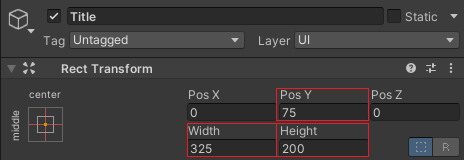 Title
Static
Tag Untagged Layer UI
Rect Transform
center
middle
Pos X Pos Y Pos Z
0 75 0
Width Height
325 200
R